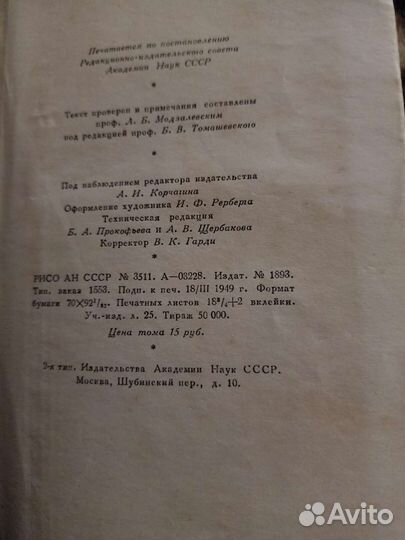 Печатается по постановлению
Редакционно-издательского совета
Академии Наук СССР
*
Текст проверен и примечания составлены
проф. Л. Б. Модзалевским
под редакцией проф. Б. В. Томашевского
*
Под наблюдением редактора издательства
А. И. Корчагина
Оформление художника И. Ф. Рерберга
Техническая редакция
Б. А. Прокофьева и А. В. Щербакова
Корректор В. К. Гарди
*
РИСО АН СССР № 3511. А—03228. Издат. № 1893.
Тип. заказ 1553. Подп. к печ. 18/III 1949 г. Формат
бумаги 70×92¹/₃₂. Печатных листов 18³/₄+2 вклейки.
Уч.-изд. л. 25. Тираж 50 000.
Цена тома 15 руб.
*
2-я тип. Издательства Академии Наук СССР.
Москва, Шубинский пер., д. 10.
Avito